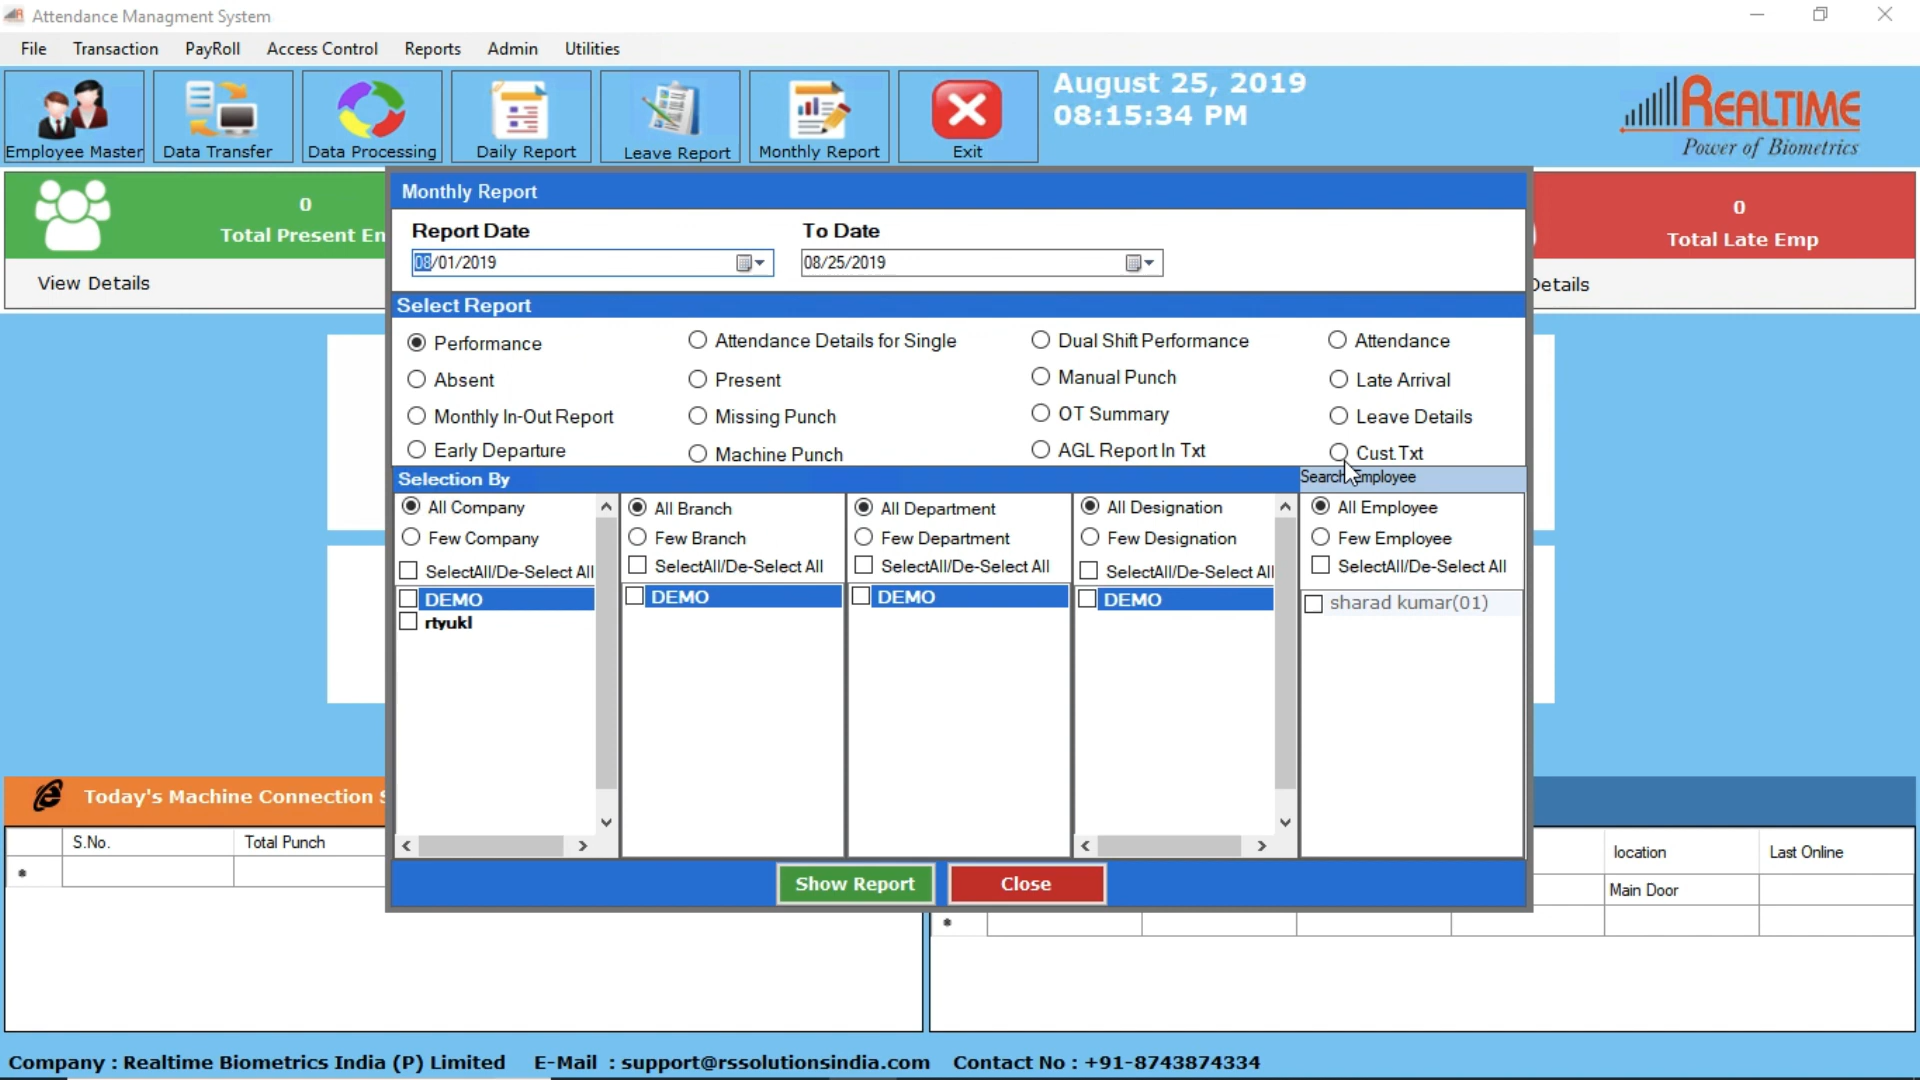 Attendance Managment System
File Transaction PayRoll Access Control Reports Admin Utilities
Employee Master Data Transfer Data Processing Daily Report Leave Report Monthly Report Exit
August 25, 2019
08:15:34 PM
REALTIME
Power of Biometrics
0
Total Present En
View Details
0
Total Late Emp
Details
Monthly Report
Report Date To Date
08/01/2019 08/25/2019
Select Report
Performance Attendance Details for Single Dual Shift Performance Attendance
Absent Present Manual Punch Late Arrival
Monthly In-Out Report Missing Punch OT Summary Leave Details
Early Departure Machine Punch AGL Report In Txt Cust.Txt
Selection By Search Employee
All Company All Branch All Department All Designation All Employee
Few Company Few Branch Few Department Few Designation Few Employee
SelectAll/De-Select All SelectAll/De-Select All SelectAll/De-Select All SelectAll/De-Select All SelectAll/De-Select All
DEMO DEMO DEMO DEMO sharad kumar(01)
rtyukl
Show Report Close
Today's Machine Connection S
S.No. Total Punch
location Last Online
Main Door
Company : Realtime Biometrics India (P) Limited E-Mail : support@rssolutionsindia.com Contact No : +91-8743874334